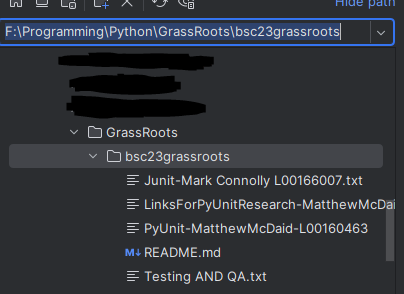 Hide path
F:\Programming\Python\GrassRoots\bsc23grassroots
GrassRoots
bsc23grassroots
Junit-Mark Connolly L00166007.txt
LinksForPyUnitResearch-MatthewMcDai
PyUnit-MatthewMcDaid-L00160463
M↓ README.md
Testing AND QA.txt